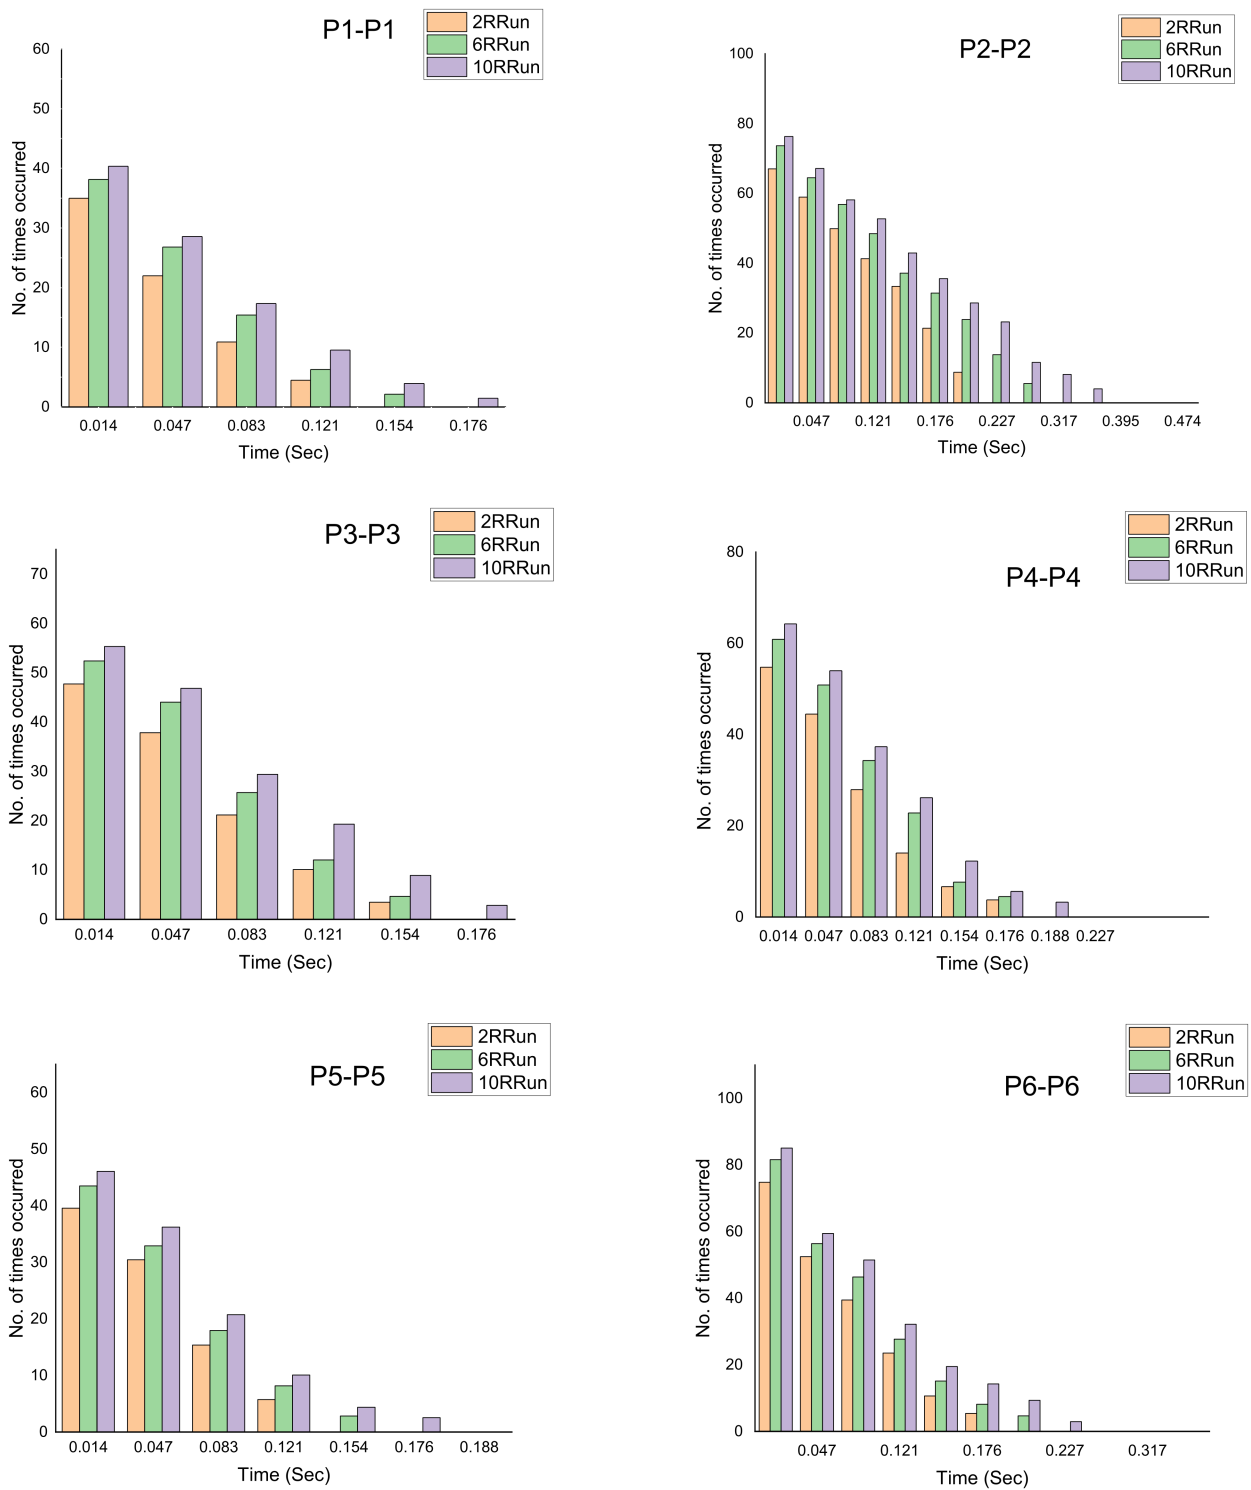 P1-P1
2RRun
6RRun
10RRun
60
50
40
30
20
10
0
No. of times occurred
0.014 0.047 0.083 0.121 0.154 0.176
Time (Sec)
P2-P2
2RRun
6RRun
10RRun
100
80
60
40
20
0
No. of times occurred
0.047 0.121 0.176 0.227 0.317 0.395 0.474
Time (Sec)
P3-P3
2RRun
6RRun
10RRun
70
60
50
40
30
20
10
0
No. of times occurred
0.014 0.047 0.083 0.121 0.154 0.176
Time (Sec)
P4-P4
2RRun
6RRun
10RRun
80
60
40
20
0
No. of times occurred
0.014 0.047 0.083 0.121 0.154 0.176 0.188 0.227
Time (Sec)
P5-P5
2RRun
6RRun
10RRun
60
50
40
30
20
10
0
No. of times occurred
0.014 0.047 0.083 0.121 0.154 0.176 0.188
Time (Sec)
P6-P6
2RRun
6RRun
10RRun
100
80
60
40
20
0
No. of times occurred
0.047 0.121 0.176 0.227 0.317
Time (Sec)